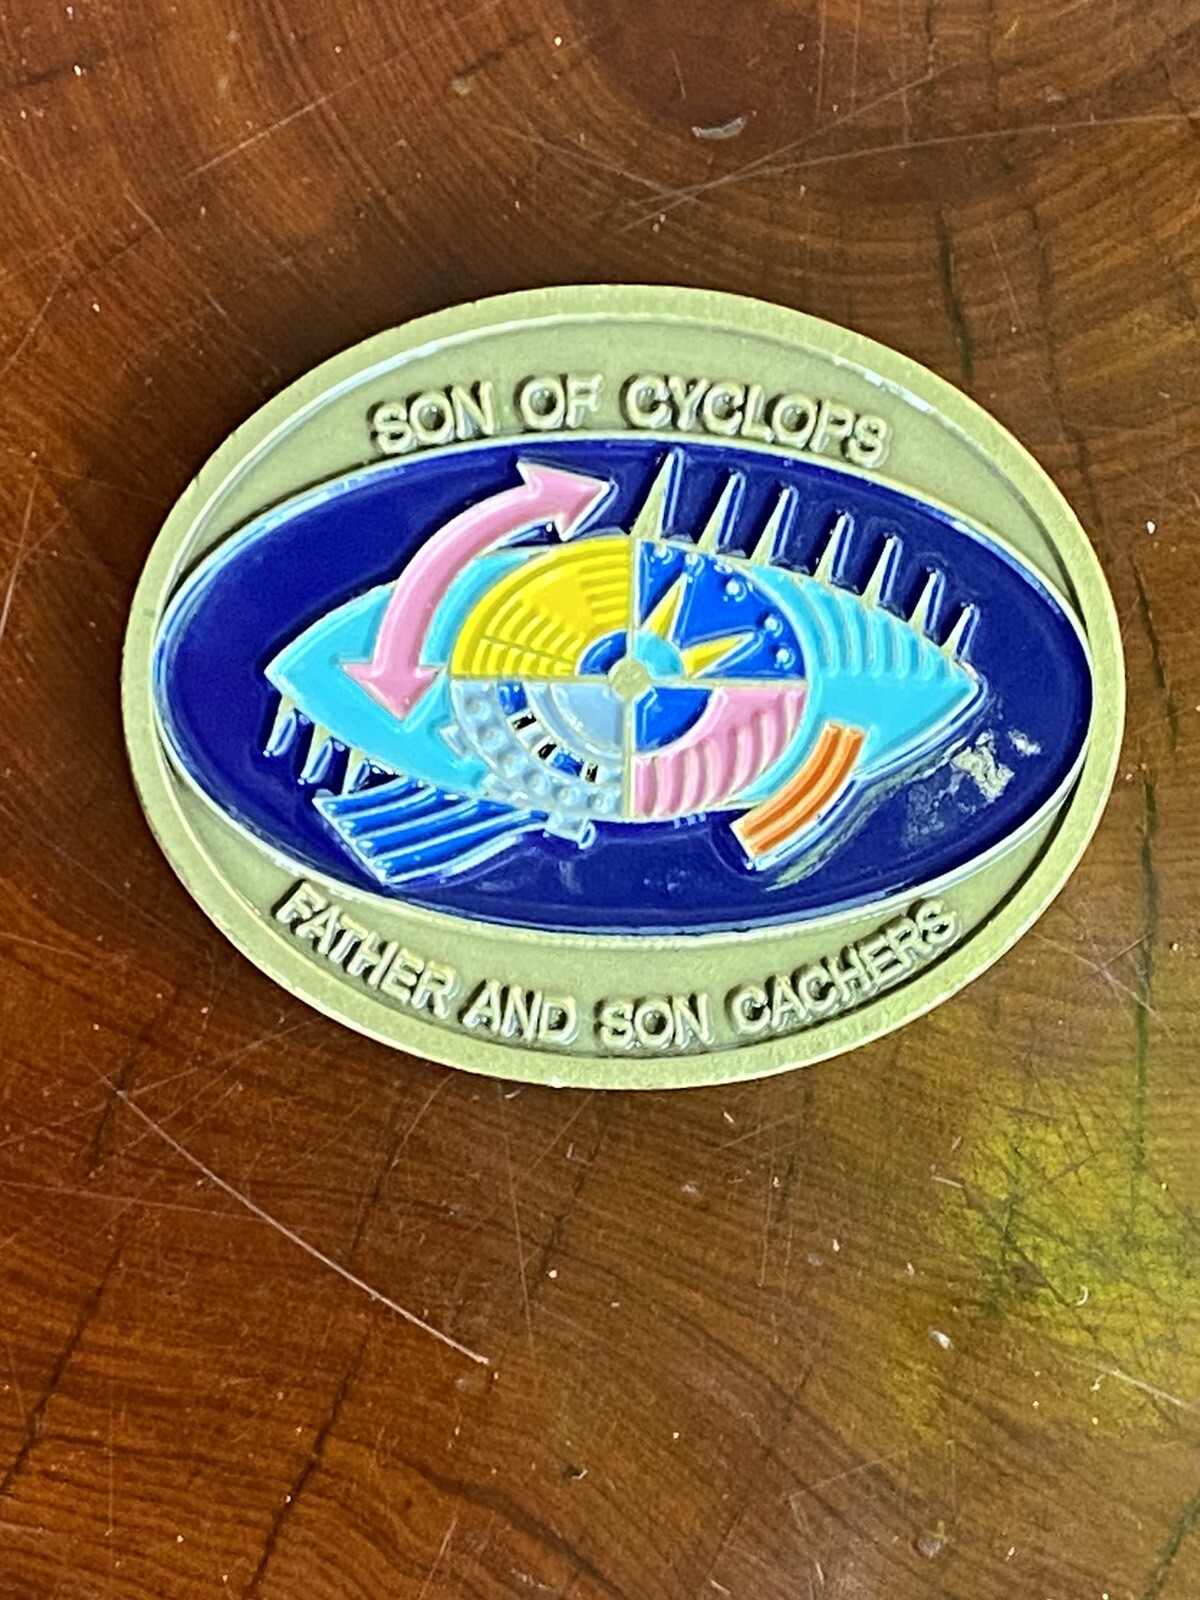 SON OF CYCLOPS
FATHER AND SON CACHERS